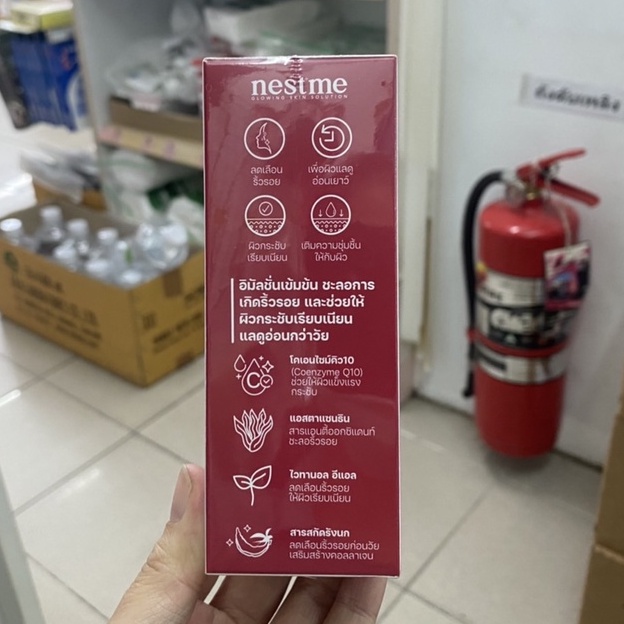 nestme
GLOWING SKIN SOLUTION
ลดเลือน
ริ้วรอย
เพื่อผิวแลดู
อ่อนเยาว์
ผิวกระชับ
เรียบเนียน
เติมความชุ่มชื้น
ให้กับผิว
อิมัลชั่นเข้มข้น ชะลอการ
เกิดริ้วรอย และช่วยให้
ผิวกระชับเรียบเนียน
แลดูอ่อนกว่าวัย
โคเอนไซม์คิว10
(Coenzyme Q10)
ช่วยให้ผิวแข็งแรง
กระชับ
แอสตาแซนธิน
สารแอนตี้ออกซิแดนท์
ชะลอริ้วรอย
ไวทานอล อีแอล
ลดเลือนริ้วรอย
ให้ผิวเรียบเนียน
สารสกัดรังนก
ลดเลือนริ้วรอยก่อนวัย
เสริมสร้างคอลลาเจน
ถังดับเพลิง